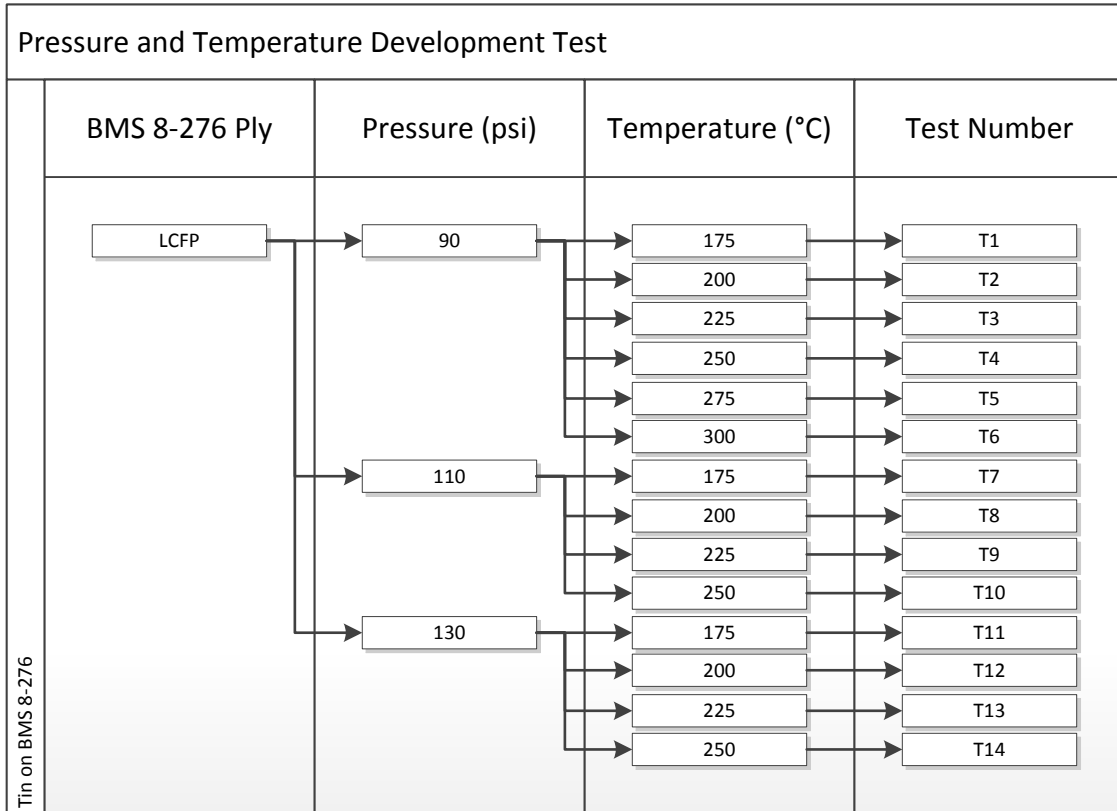 Pressure and Temperature Development Test
BMS 8-276 Ply Pressure (psi) Temperature (°C) Test Number
LCFP 90 175 T1
200 T2
225 T3
250 T4
275 T5
300 T6
110 175 T7
200 T8
225 T9
250 T10
130 175 T11
200 T12
225 T13
250 T14
Tin on BMS 8-276